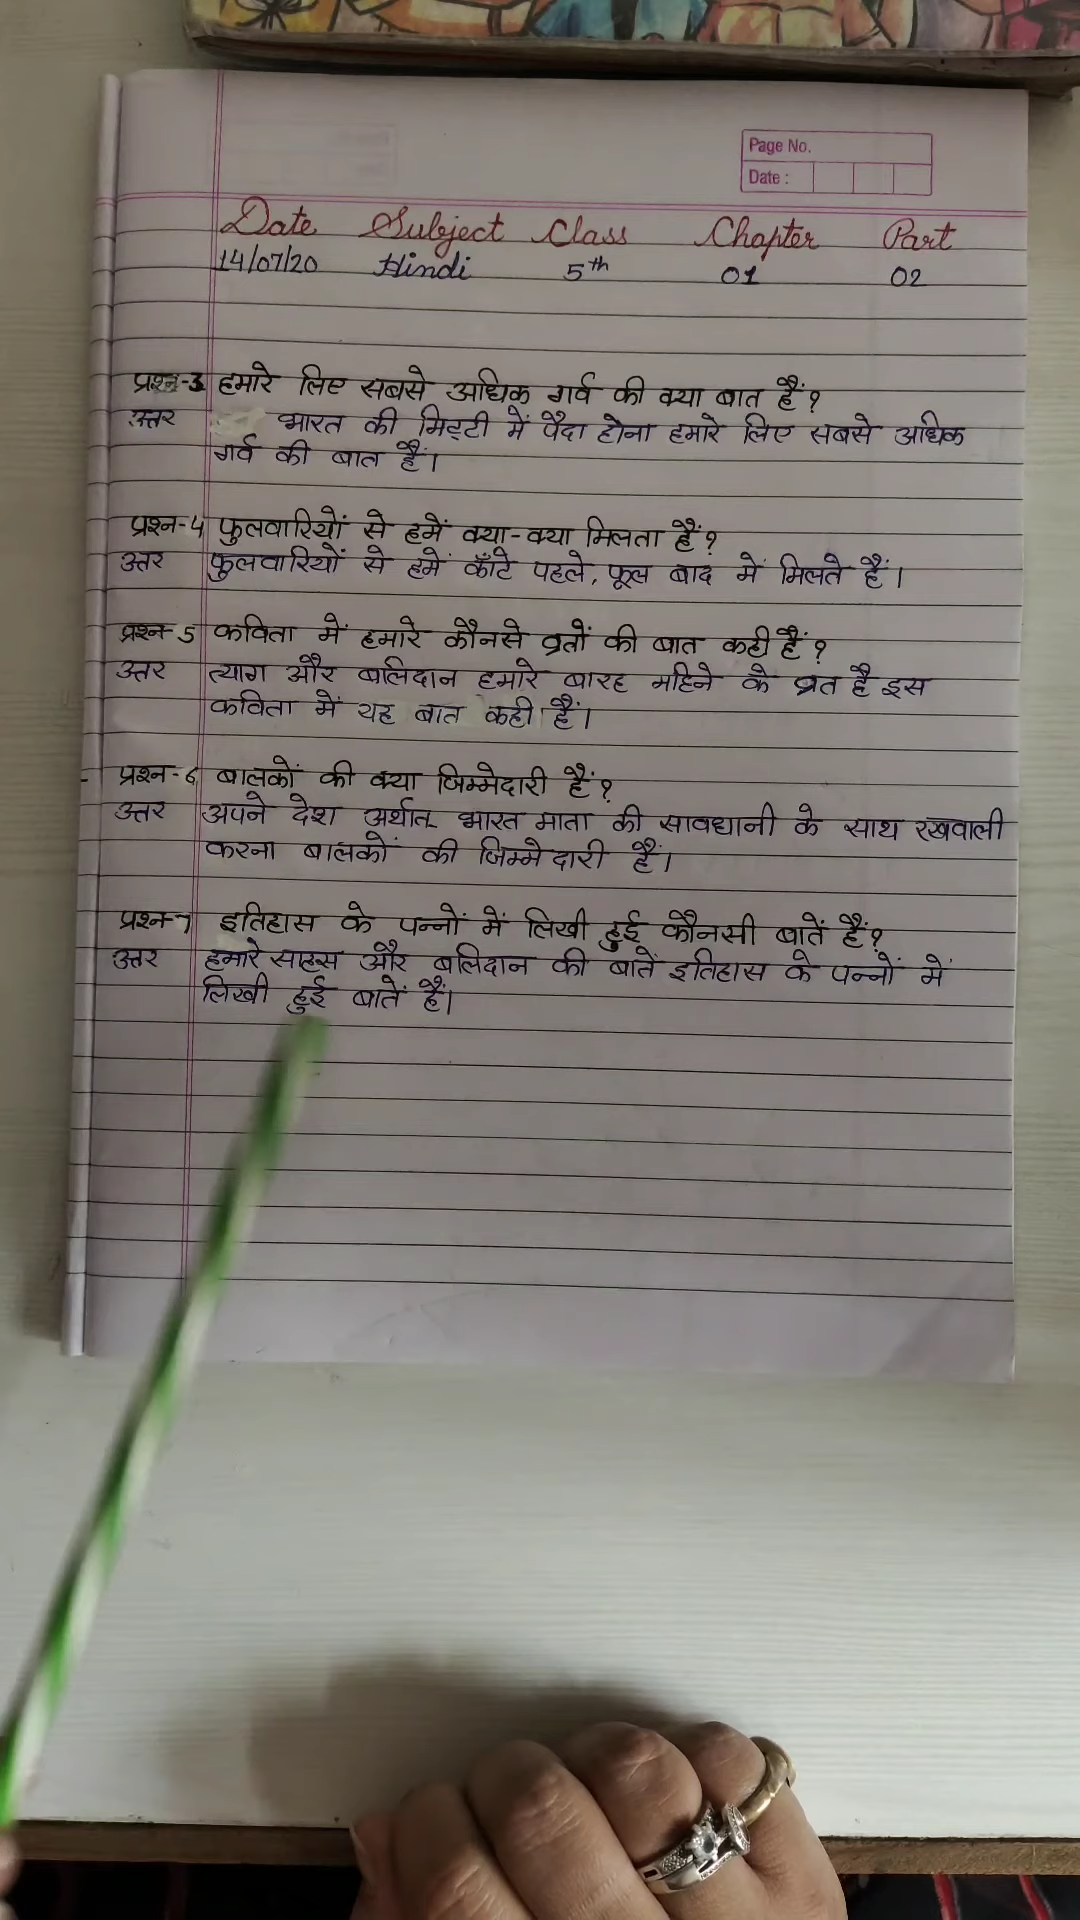 Page No.
Date :
Date Subject Class Chapter Part
14/07/20 Hindi 5th 01 02
प्रश्न-3 हमारे लिए सबसे अधिक गर्व की क्या बात हैं?
उत्तर भारत की मिट्टी में पैदा होना हमारे लिए सबसे अधिक
गर्व की बात हैं।
प्रश्न-4 फुलवारियों से हमें क्या-क्या मिलता हैं?
उत्तर फुलवारियों से हमें काँटे पहले, फूल बाद में मिलते हैं।
प्रश्न-5 कविता में हमारे कौनसे व्रतों की बात कही हैं?
उत्तर त्याग और बलिदान हमारे बारह महिने के व्रत है इस
कविता में यह बात कही हैं।
प्रश्न-6 बालकों की क्या जिम्मेदारी हैं?
उत्तर अपने देश अर्थात् भारत माता की सावधानी के साथ रखवाली
करना बालकों की जिम्मेदारी हैं।
प्रश्न-7 इतिहास के पन्नों में लिखी हुई कौनसी बातें हैं?
उत्तर हमारे साहस और बलिदान की बातें इतिहास के पन्नों में
लिखी हुई बातें हैं।